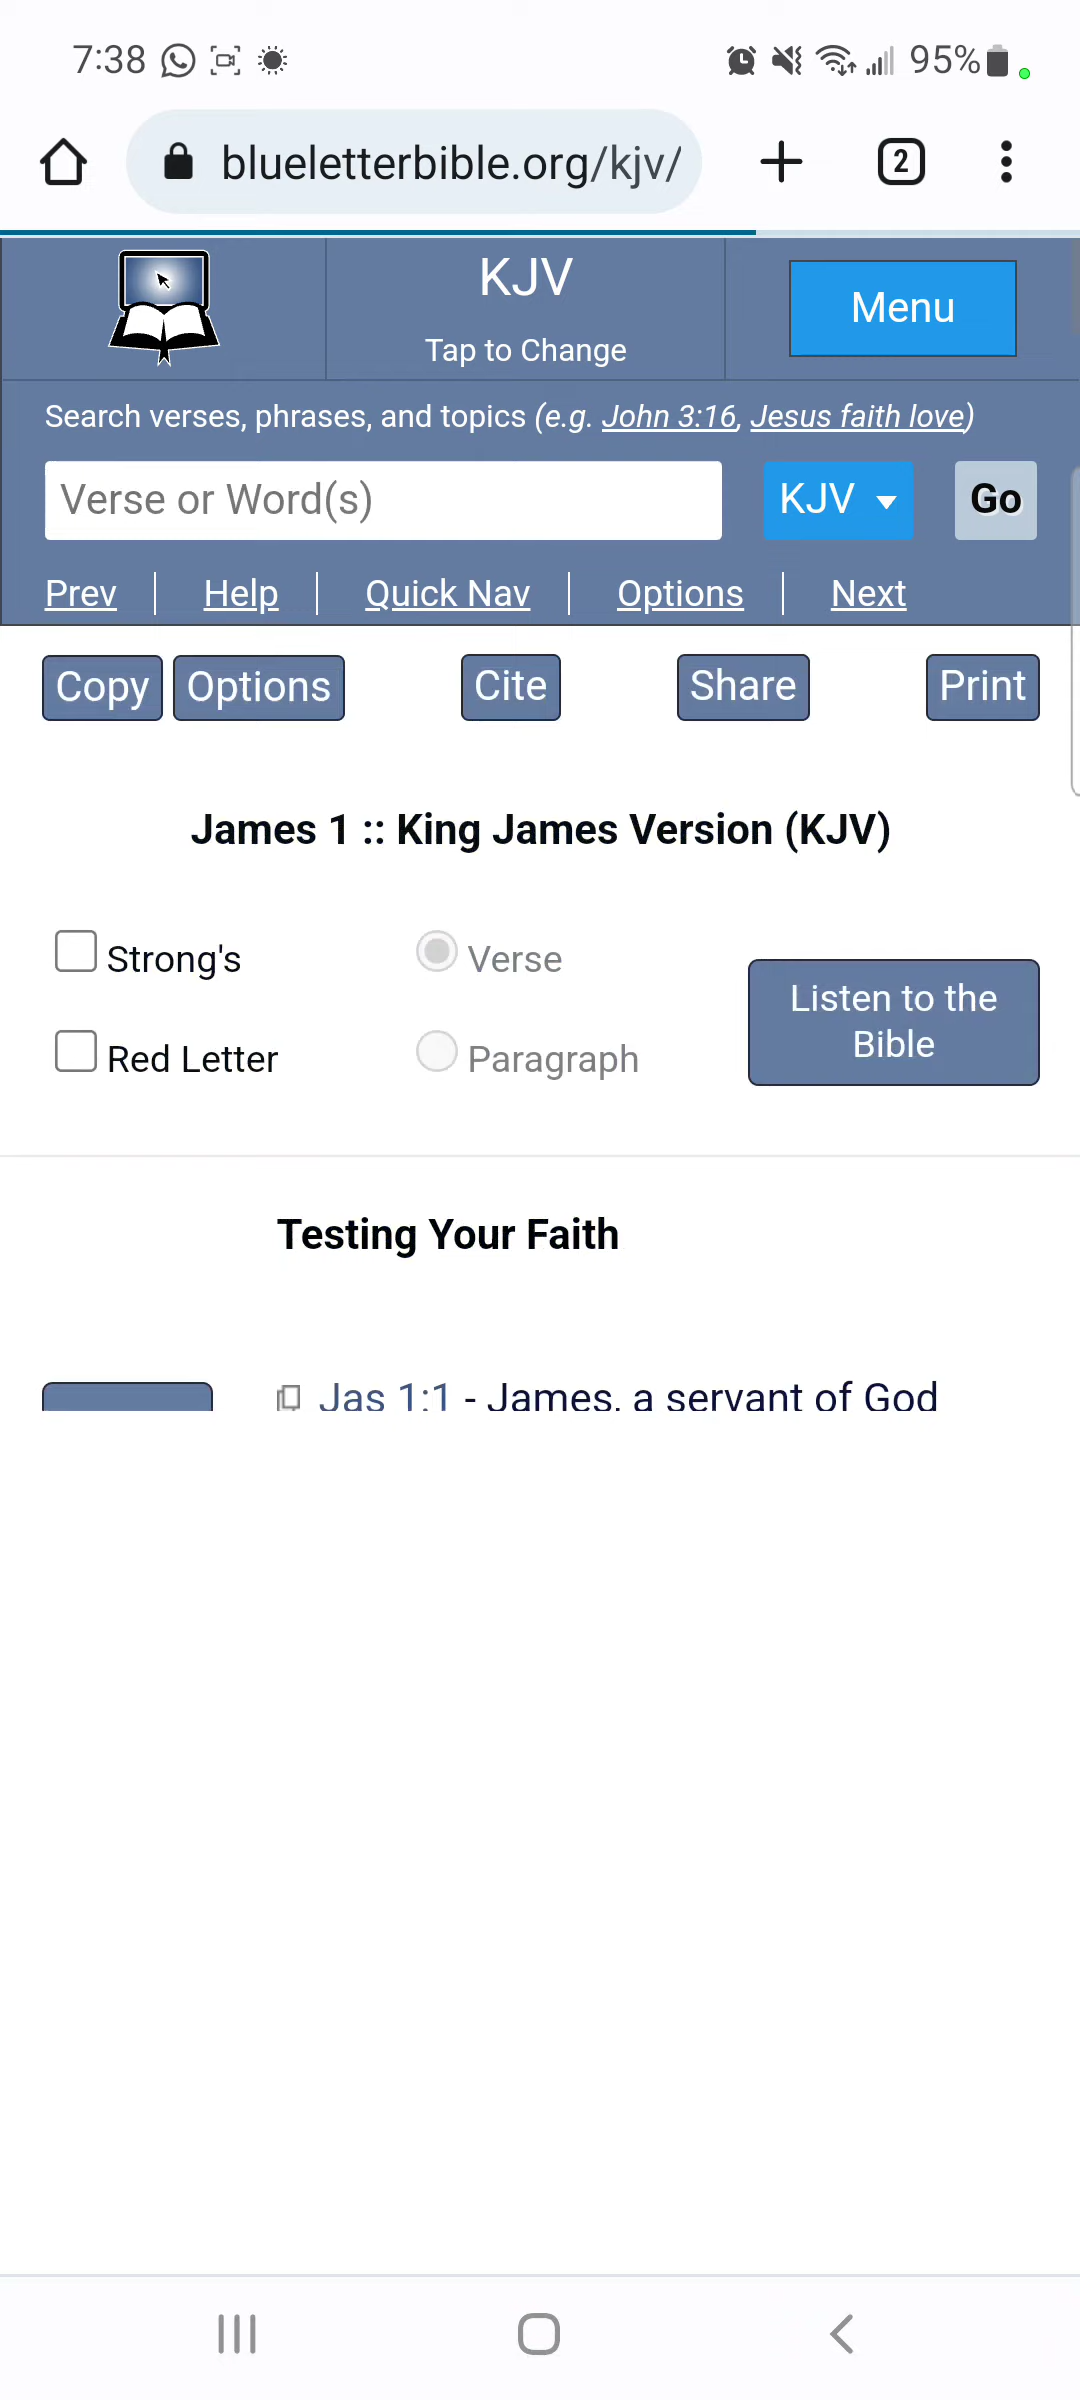 7:38 95%
blueletterbible.org/kjv/ 2
KJV
Tap to Change
Menu
Search verses, phrases, and topics (e.g. John 3:16, Jesus faith love)
Verse or Word(s) KJV Go
Prev Help Quick Nav Options Next
Copy Options Cite Share Print
James 1 :: King James Version (KJV)
Strong's Verse
Red Letter Paragraph
Listen to the
Bible
Testing Your Faith
Jas 1:1 - James, a servant of God